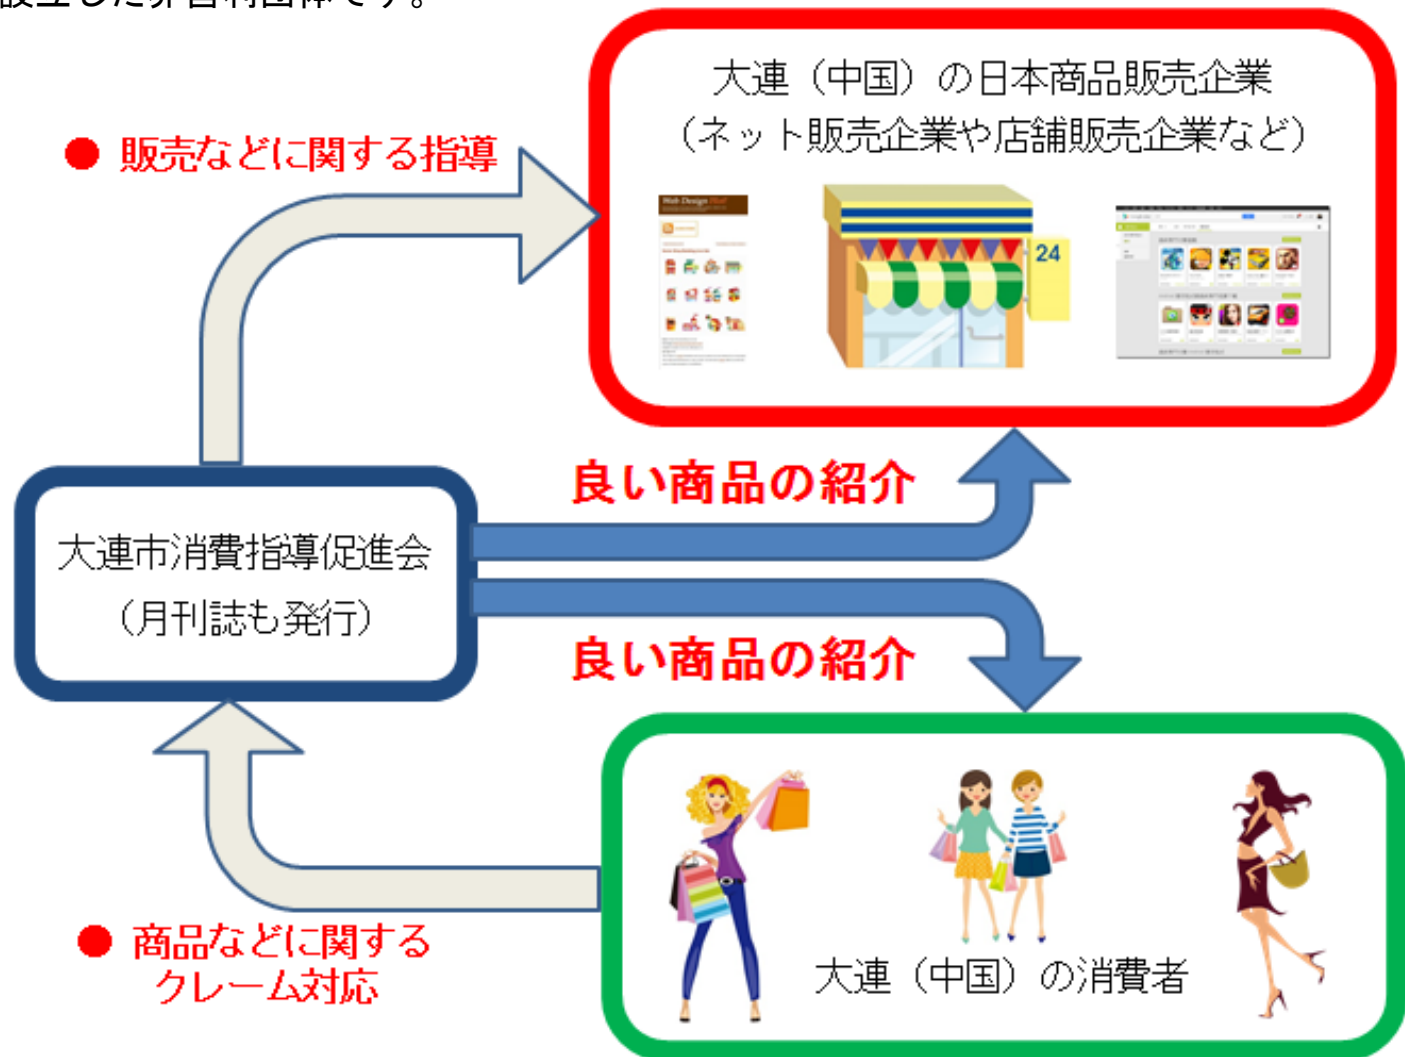 設立した非営利団体です。
大連（中国）の日本商品販売企業
（ネット販売企業や店舗販売企業など）
● 販売などに関する指導
24
良い商品の紹介
大連市消費指導促進会
（月刊誌も発行）
良い商品の紹介
● 商品などに関する
クレーム対応
大連（中国）の消費者